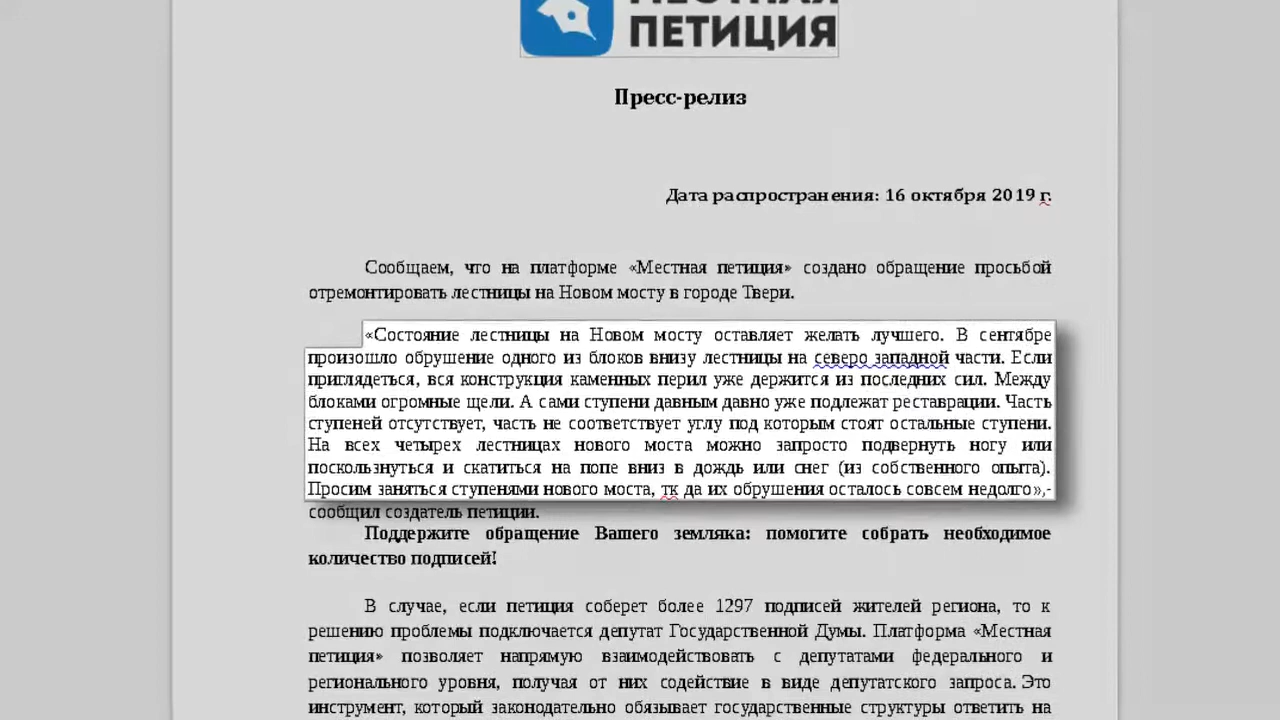 МЕСТНАЯ
ПЕТИЦИЯ
Пресс-релиз
Дата распространения: 16 октября 2019 г.
Сообщаем, что на платформе «Местная петиция» создано обращение просьбой
отремонтировать лестницы на Новом мосту в городе Твери.
«Состояние лестницы на Новом мосту оставляет желать лучшего. В сентябре
произошло обрушение одного из блоков внизу лестницы на северо западной части. Если
приглядеться, вся конструкция каменных перил уже держится из последних сил. Между
блоками огромные щели. А сами ступени давным давно уже подлежат реставрации. Часть
ступеней отсутствует, часть не соответствует углу под которым стоят остальные ступени.
На всех четырех лестницах нового моста можно запросто подвернуть ногу или
поскользнуться и скатиться на попе вниз в дождь или снег (из собственного опыта).
Просим заняться ступенями нового моста, тк да их обрушения осталось совсем недолго»,-
сообщил создатель петиции.
Поддержите обращение Вашего земляка: помогите собрать необходимое
количество подписей!
В случае, если петиция соберет более 1297 подписей жителей региона, то к
решению проблемы подключается депутат Государственной Думы. Платформа «Местная
петиция» позволяет напрямую взаимодействовать с депутатами федерального и
регионального уровня, получая от них содействие в виде депутатского запроса. Это
инструмент, который законодательно обязывает государственные структуры ответить на